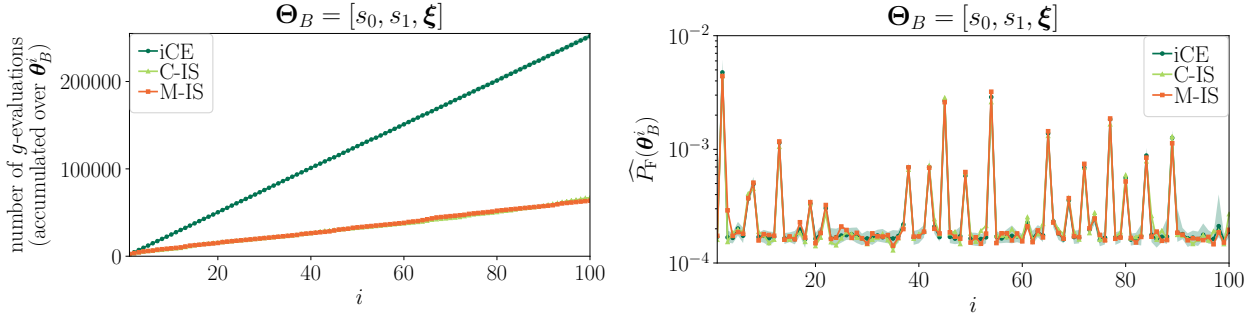 Θ_B = [s_0, s_1, ξ]
number of g-evaluations
(accumulated over θ_B^i)
200000
100000
0
iCE
C-IS
M-IS
20
40
60
80
100
i
Θ_B = [s_0, s_1, ξ]
\widehat{P_F}(θ_B^i)
10^{-2}
10^{-3}
10^{-4}
iCE
C-IS
M-IS
20
40
60
80
100
i